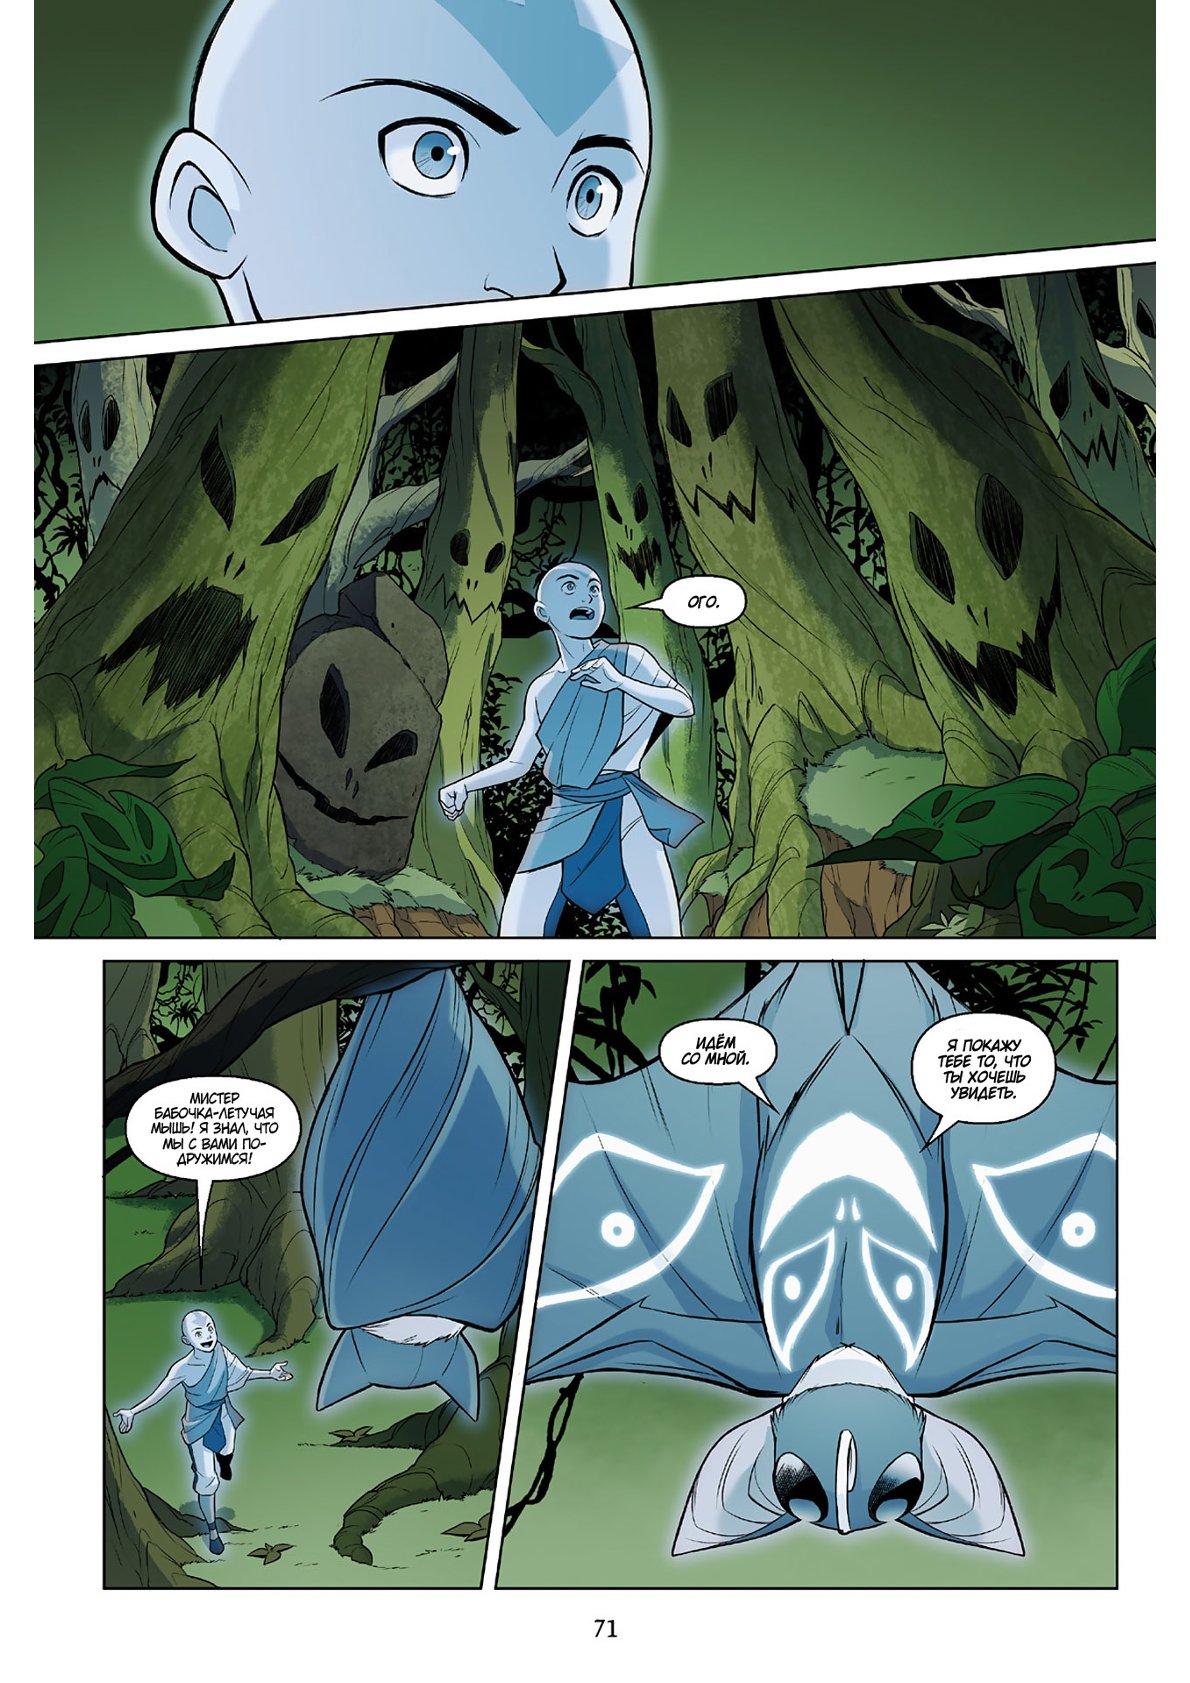 ОГО.
МИСТЕР
БАБОЧКА-ЛЕТУЧАЯ
МЫШЬ! Я ЗНАЛ, ЧТО
МЫ С ВАМИ ПО-
ДРУЖИМСЯ!
ИДЁМ
СО МНОЙ.
Я ПОКАЖУ
ТЕБЕ ТО, ЧТО
ТЫ ХОЧЕШЬ
УВИДЕТЬ.
71